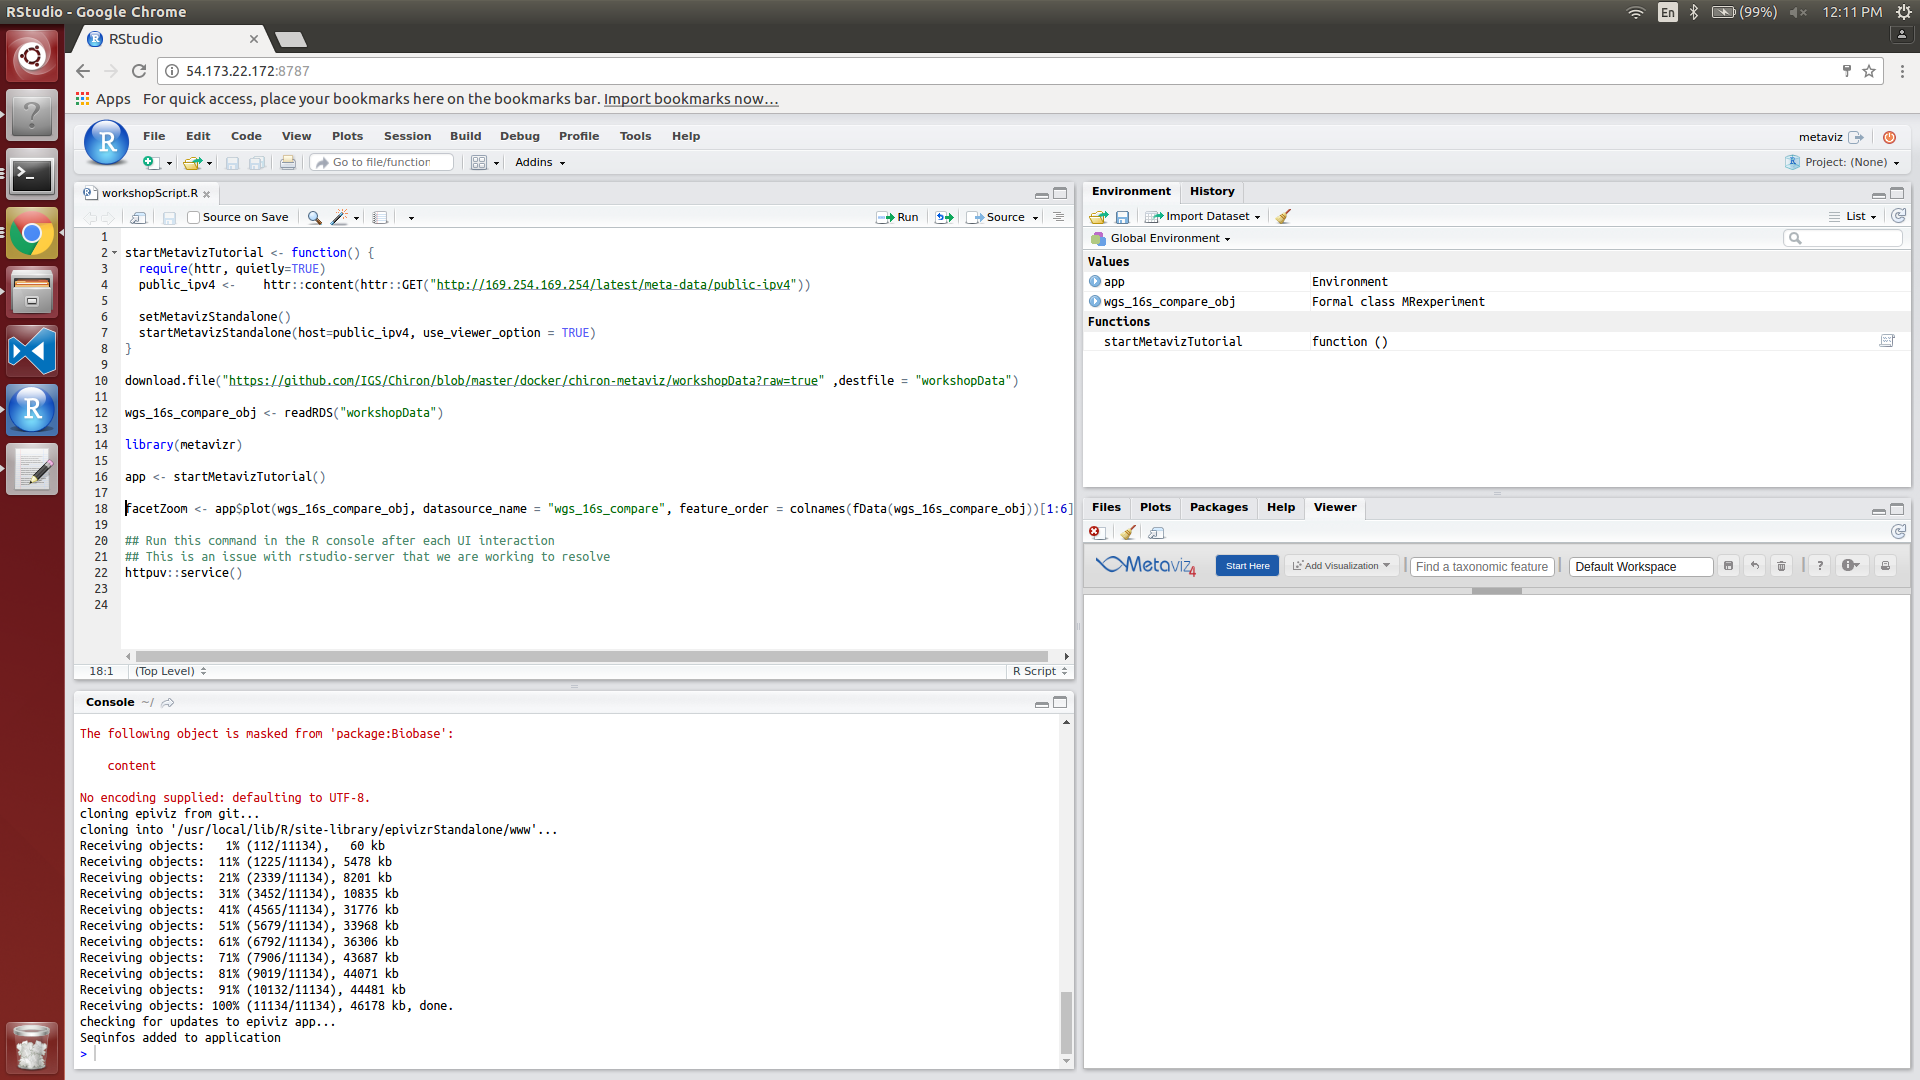 RStudio - Google Chrome
En
(99%)
12:11 PM
RStudio
54.173.22.172:8787
Apps
For quick access, place your bookmarks here on the bookmarks bar. Import bookmarks now…
File Edit Code View Plots Session Build Debug Profile Tools Help
metaviz
Go to file/function
Addins
Project: (None)
workshopScript.R
Source on Save
Run
Source
1
2 startMetavizTutorial <- function() {
3 require(httr, quietly=TRUE)
4 public_ipv4 <-    httr::content(httr::GET("http://169.254.169.254/latest/meta-data/public-ipv4"))
5
6 setMetavizStandalone()
7 startMetavizStandalone(host=public_ipv4, use_viewer_option = TRUE)
8 }
9
10 download.file("https://github.com/IGS/Chiron/blob/master/docker/chiron-metaviz/workshopData?raw=true" ,destfile = "workshopData")
11
12 wgs_16s_compare_obj <- readRDS("workshopData")
13
14 library(metavizr)
15
16 app <- startMetavizTutorial()
17
18 facetZoom <- app$plot(wgs_16s_compare_obj, datasource_name = "wgs_16s_compare", feature_order = colnames(fData(wgs_16s_compare_obj))[1:6]
19
20 ## Run this command in the R console after each UI interaction
21 ## This is an issue with rstudio-server that we are working to resolve
22 httpuv::service()
23
24
18:1 (Top Level)
R Script
Console ~/
The following object is masked from 'package:Biobase':
content
No encoding supplied: defaulting to UTF-8.
cloning epiviz from git...
cloning into '/usr/local/lib/R/site-library/epivizrStandalone/www'...
Receiving objects:   1% (112/11134),   60 kb
Receiving objects:  11% (1225/11134), 5478 kb
Receiving objects:  21% (2339/11134), 8201 kb
Receiving objects:  31% (3452/11134), 10835 kb
Receiving objects:  41% (4565/11134), 31776 kb
Receiving objects:  51% (5679/11134), 33968 kb
Receiving objects:  61% (6792/11134), 36306 kb
Receiving objects:  71% (7906/11134), 43687 kb
Receiving objects:  81% (9019/11134), 44071 kb
Receiving objects:  91% (10132/11134), 44481 kb
Receiving objects: 100% (11134/11134), 46178 kb, done.
checking for updates to epiviz app...
Seqinfos added to application
>
Environment History
Import Dataset
List
Global Environment
Values
app Environment
wgs_16s_compare_obj Formal class MRexperiment
Functions
startMetavizTutorial function ()
Files Plots Packages Help Viewer
Metaviz 4
Start Here
Add Visualization
Find a taxonomic feature
Default Workspace
?